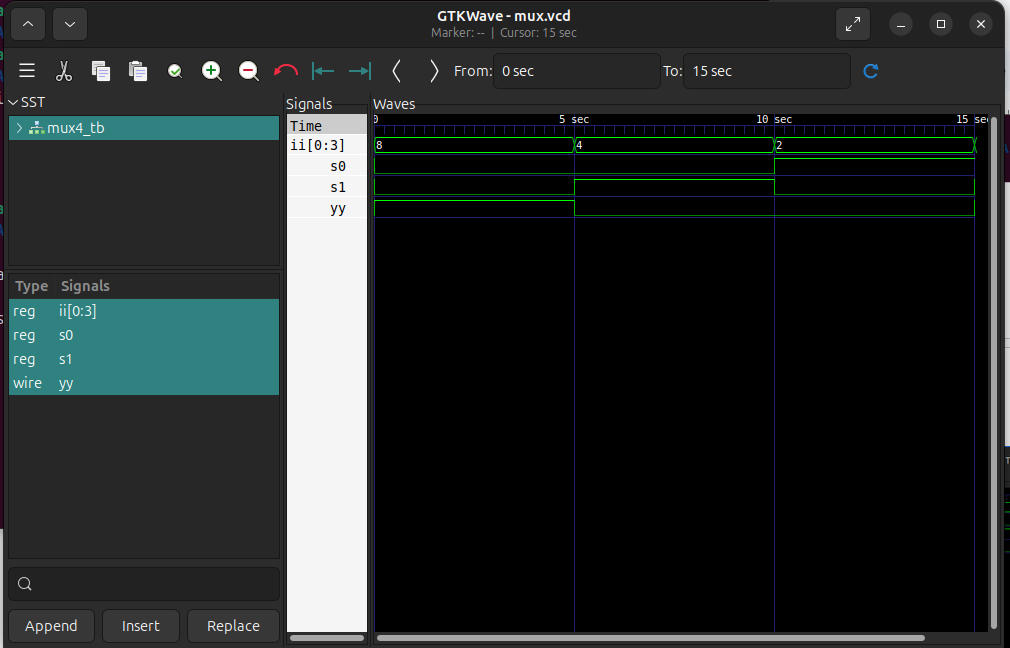 GTKWave - mux.vcd
Marker: -- | Cursor: 15 sec
From: 0 sec To: 15 sec
SST
mux4_tb
Type Signals
reg ii[0:3]
reg s0
reg s1
wire yy
Append Insert Replace
Signals
Time
ii[0:3]
s0
s1
yy
Waves
0 5 sec 10 sec 15 sec
8 4 2